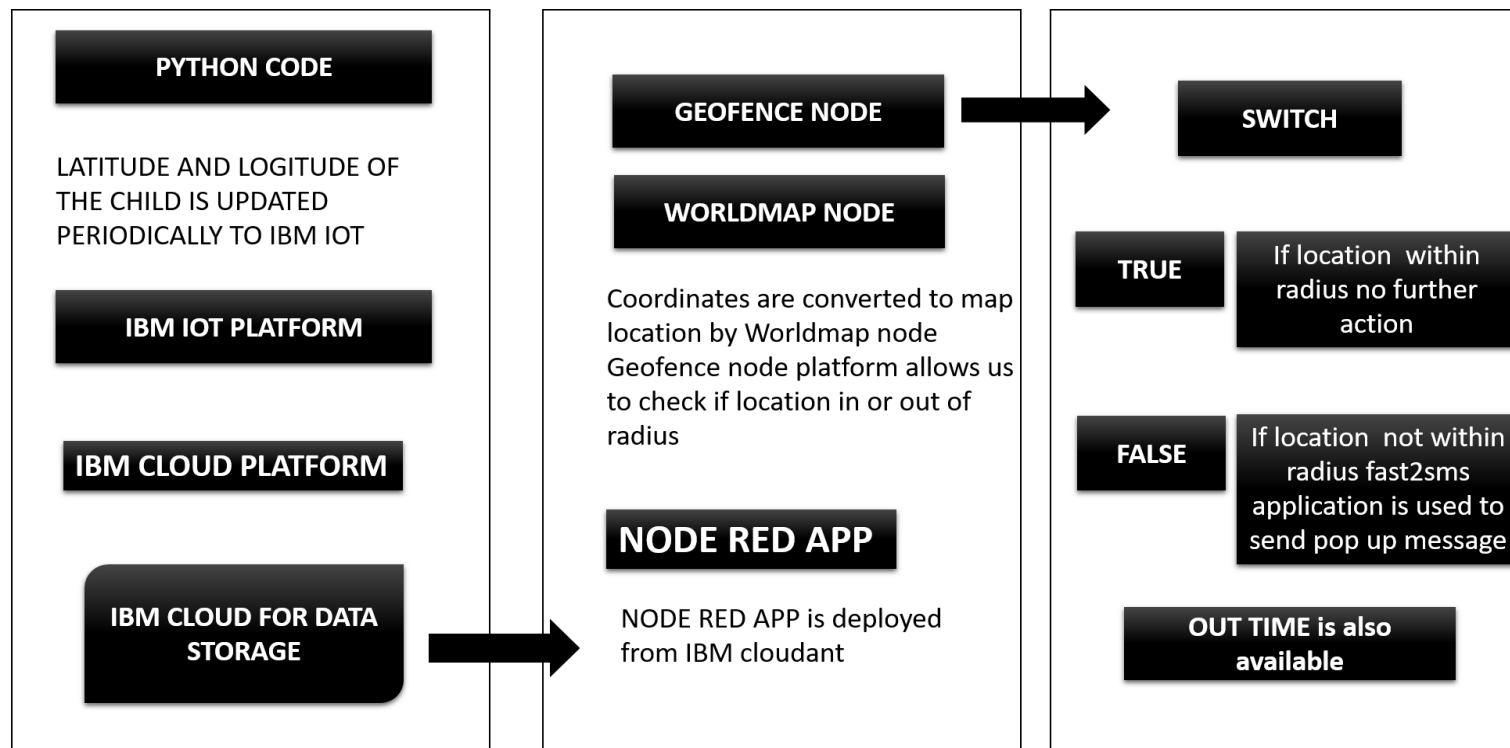 PYTHON CODE
LATITUDE AND LOGITUDE OF
THE CHILD IS UPDATED
PERIODICALLY TO IBM IOT
IBM IOT PLATFORM
IBM CLOUD PLATFORM
IBM CLOUD FOR DATA
STORAGE
GEOFENCE NODE
WORLDMAP NODE
Coordinates are converted to map
location by Worldmap node
Geofence node platform allows us
to check if location in or out of
radius
NODE RED APP
NODE RED APP is deployed
from IBM cloudant
SWITCH
TRUE
If location within
radius no further
action
FALSE
If location not within
radius fast2sms
application is used to
send pop up message
OUT TIME is also
available